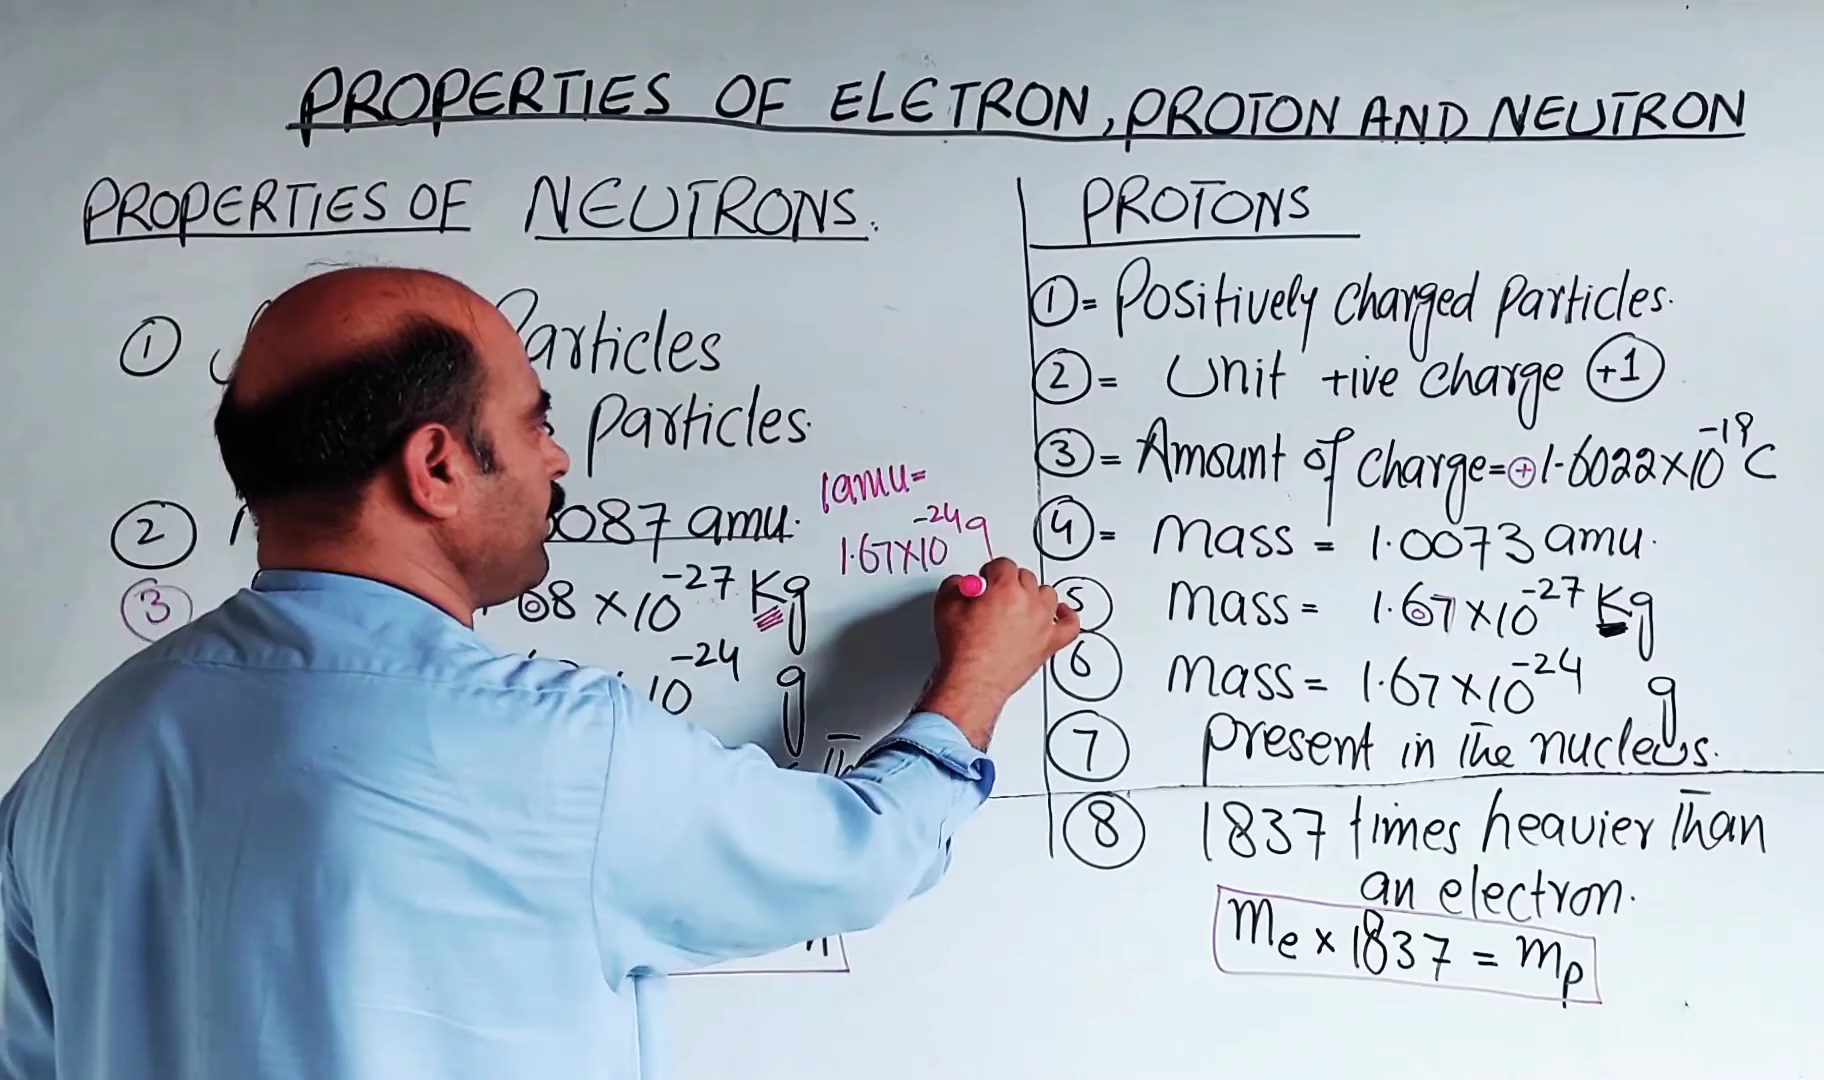 PROPERTIES OF ELETRON, PROTON AND NEUTRON
PROPERTIES OF NEUTRONS.
① Particles
Particles.
② 087 amu.
1amu=
1.67×10⁻²⁴g
③ 68 × 10⁻²⁷ Kg
10⁻²⁴ g
PROTONS
①= Positively charged Particles.
②= Unit +ive charge +1
③= Amount of charge=+1.6022×10⁻¹⁹C
④= mass = 1.0073 amu.
⑤ mass= 1.67×10⁻²⁷ Kg
⑥ mass= 1.67×10⁻²⁴ g
⑦ present in the nucleus.
⑧ 1837 times heavier than
an electron.
me × 1837 = mp